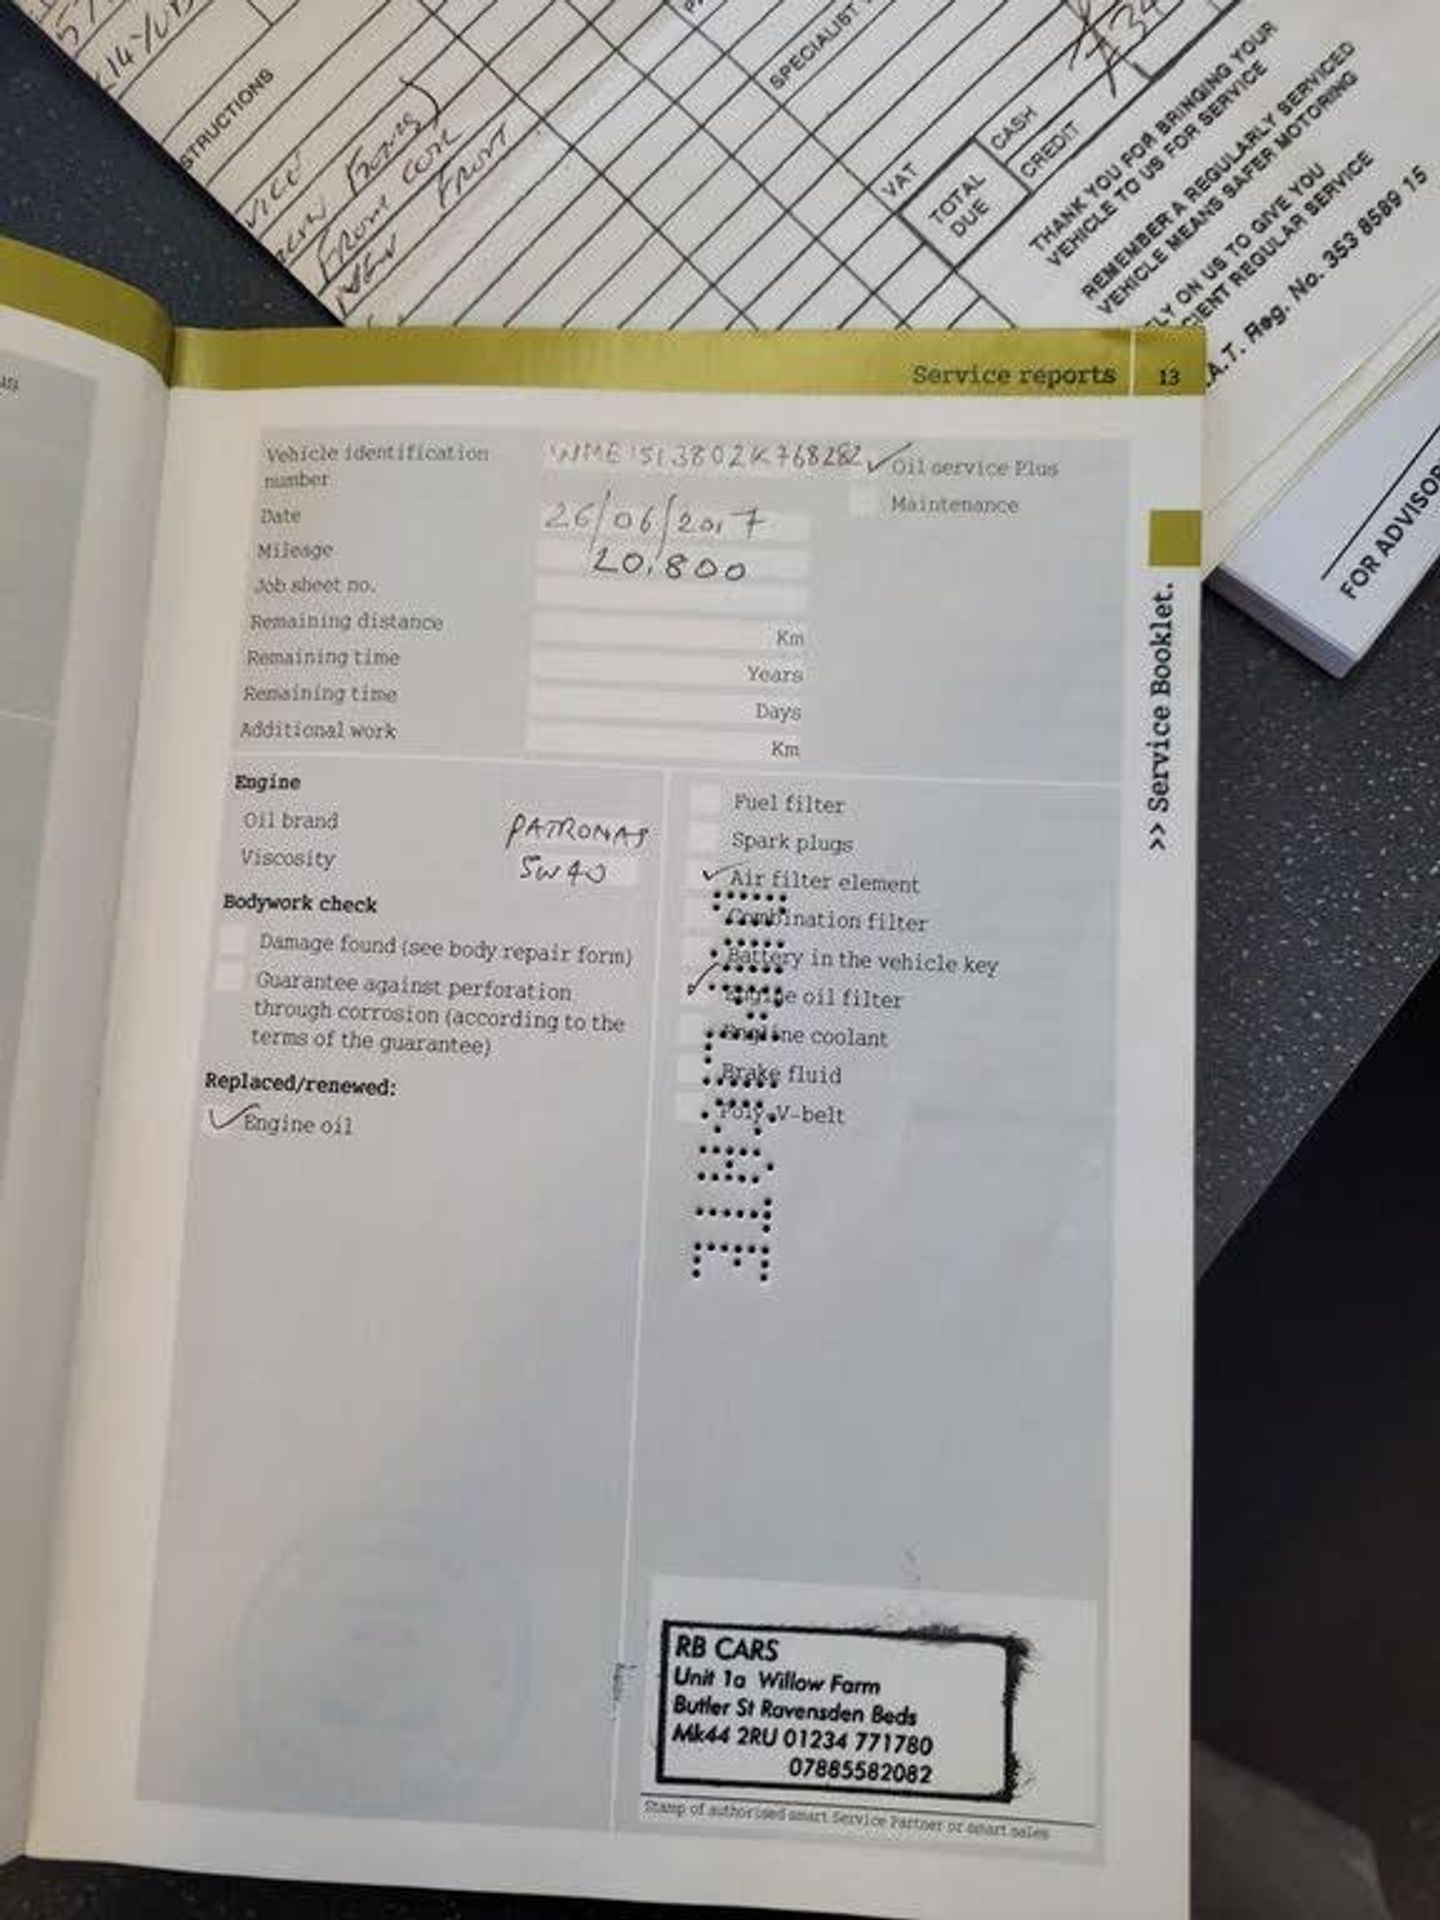 STRUCTIONS
SPECIALIST
VAT
TOTAL DUE
CASH
CREDIT
THANK YOU FOR BRINGING YOUR
VEHICLE TO US FOR SERVICE
REMEMBER A REGULARLY SERVICED
VEHICLE MEANS SAFER MOTORING
LY ON US TO GIVE YOU
CIENT REGULAR SERVICE
.A.T. Reg. No. 353 8589 15
FRONT
FOR ADVISOR
Service reports 13
Vehicle identification number WME4513802K768282 ✓ Oil service Plus
Maintenance
Date 26/06/2017
Mileage 20.800
Job sheet no.
Remaining distance Km
Remaining time Years
Remaining time Days
Additional work Km
>> Service Booklet.
Engine
Oil brand PATRONAS
Viscosity 5W40
Bodywork check
Damage found (see body repair form)
Guarantee against perforation
through corrosion (according to the
terms of the guarantee)
Replaced/renewed:
✓ Engine oil
Fuel filter
Spark plugs
✓ Air filter element
Combination filter
Battery in the vehicle key
✓ Engine oil filter
Engine coolant
Brake fluid
Poly-V-belt
RB CARS
Unit 1a Willow Farm
Butler St Ravensden Beds
Mk44 2RU 01234 771780
07885582082
Stamp of authorised smart Service Partner or smart sales